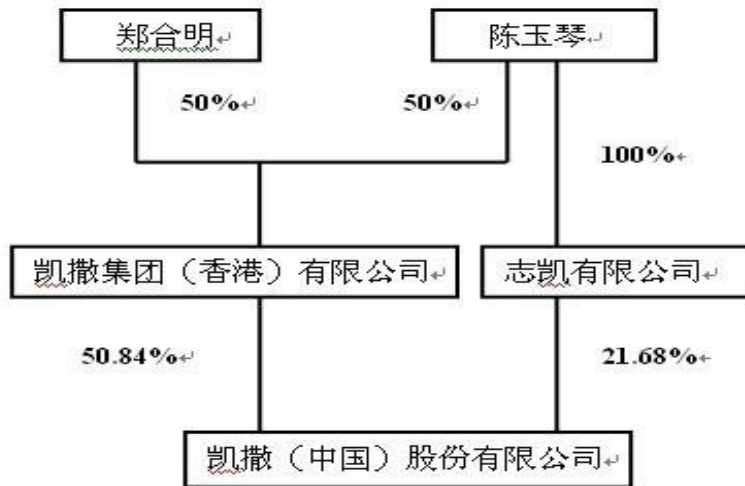 郑合明
陈玉琴
50%
50%
100%
凯撒集团（香港）有限公司
志凯有限公司
50.84%
21.68%
凯撒（中国）股份有限公司